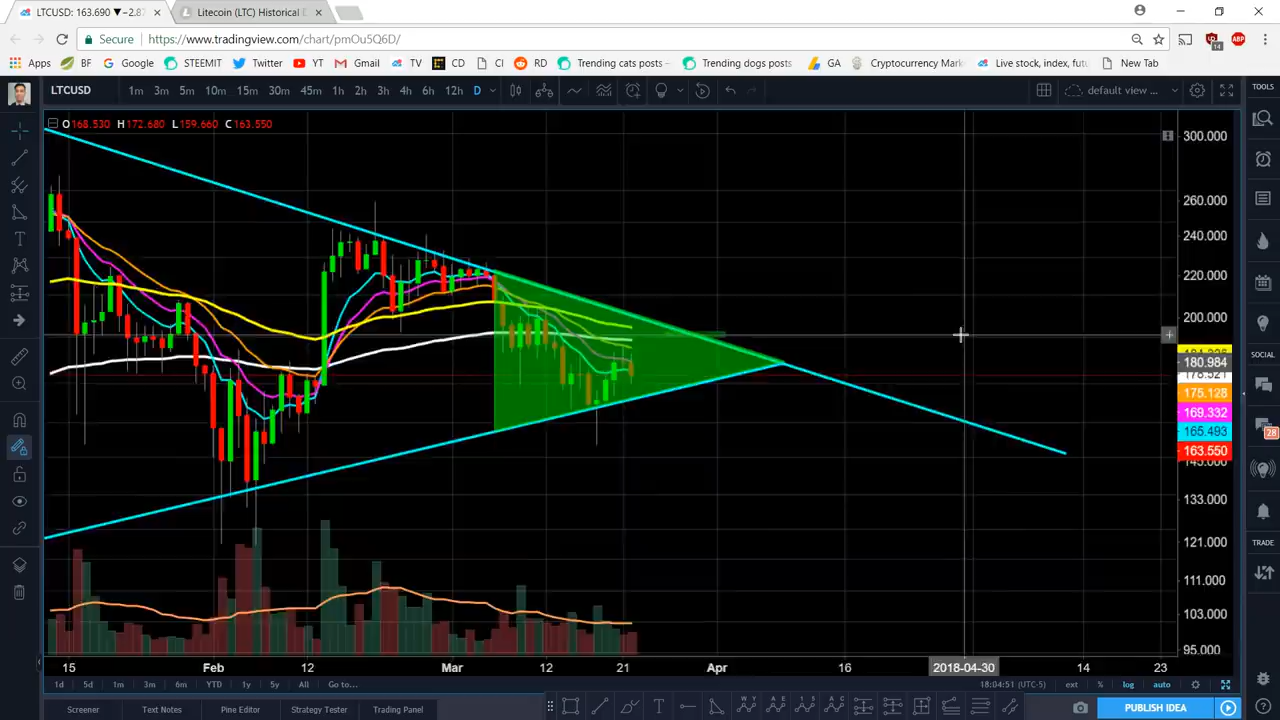 LTCUSD: 163.690 ▼−2.87
Litecoin (LTC) Historical
Secure https://www.tradingview.com/chart/pmOu5Q6D/
Apps BF Google STEEMIT Twitter YT Gmail TV CD CI RD Trending cats posts - Trending dogs posts GA Cryptocurrency Mark Live stock, index, futu New Tab
LTCUSD 1m 3m 5m 10m 15m 30m 45m 1h 2h 3h 4h 6h 12h D default view ... TOOLS
O168.530 H172.680 L159.660 C163.550
300.000
260.000
240.000
220.000
200.000
180.984
175.128
SOCIAL
169.332
165.493
28
163.550
133.000
121.000
TRADE
111.000
103.000
95.000
15 Feb 12 Mar 12 21 Apr 16 2018-04-30 14 23
1d 5d 1m 3m 6m YTD 1y 5y All Go to... 18:04:51 (UTC-5) ext % log auto
Screener Text Notes Pine Editor Strategy Tester Trading Panel PUBLISH IDEA